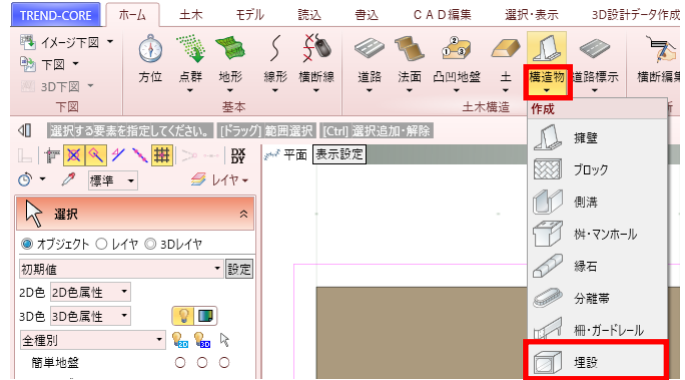 TREND-CORE ホーム 土木 モデル 読込 書込 CAD編集 選択・表示 3D設計データ作成
イメージ下図
下図
3D下図
方位 点群 地形 線形 横断線 道路 法面 凸凹地盤 土 構造物 道路標示 横断編集
下図 基本 土木構造 作成
選択する要素を指定してください。 [ドラッグ] 範囲選択 [Ctrl] 選択追加・解除
DX
平面 表示設定
標準 レイヤ
選択
オブジェクト レイヤ 3Dレイヤ
初期値 設定
2D色 2D色属性
3D色 3D色属性
全種別 2D 3D
簡単地盤
擁壁
ブロック
側溝
桝・マンホール
縁石
分離帯
柵・ガードレール
埋設